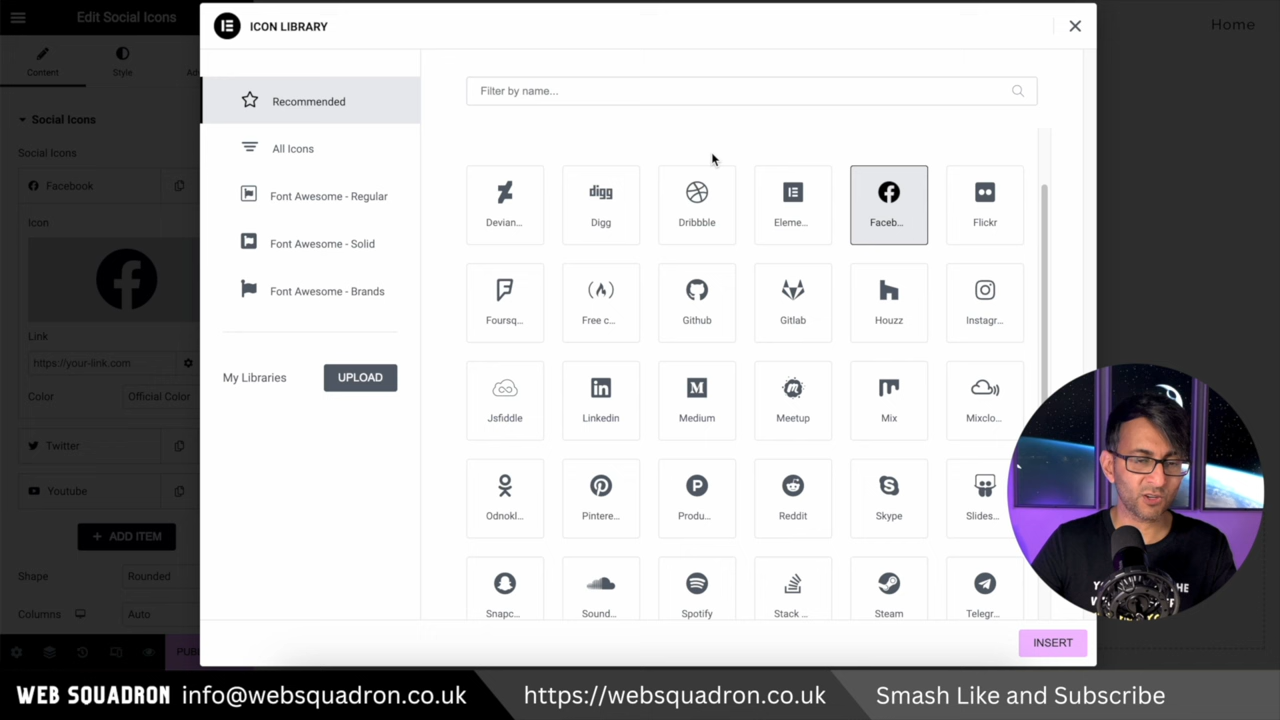 Edit Social Icons
Content
Style
Ad
Social Icons
Social Icons
Facebook
Icon
Link
https://your-link.com
Color
Official Color
Twitter
Youtube
+ ADD ITEM
Shape
Rounded
Columns
Auto
PUB
ICON LIBRARY
Recommended
All Icons
Font Awesome - Regular
Font Awesome - Solid
Font Awesome - Brands
My Libraries
UPLOAD
Filter by name...
Devian...
digg
Digg
Dribbble
Eleme...
Faceb...
Flickr
Foursq...
Free c...
Github
Gitlab
Houzz
Instagr...
Jsfiddle
Linkedin
Medium
Meetup
Mix
Mixclo...
Odnokl...
Pintere...
Produ...
Reddit
Skype
Slides...
Snapc...
Sound...
Spotify
Stack ...
Steam
Telegr...
INSERT
Home
WEB SQUADRON info@websquadron.co.uk
https://websquadron.co.uk
Smash Like and Subscribe